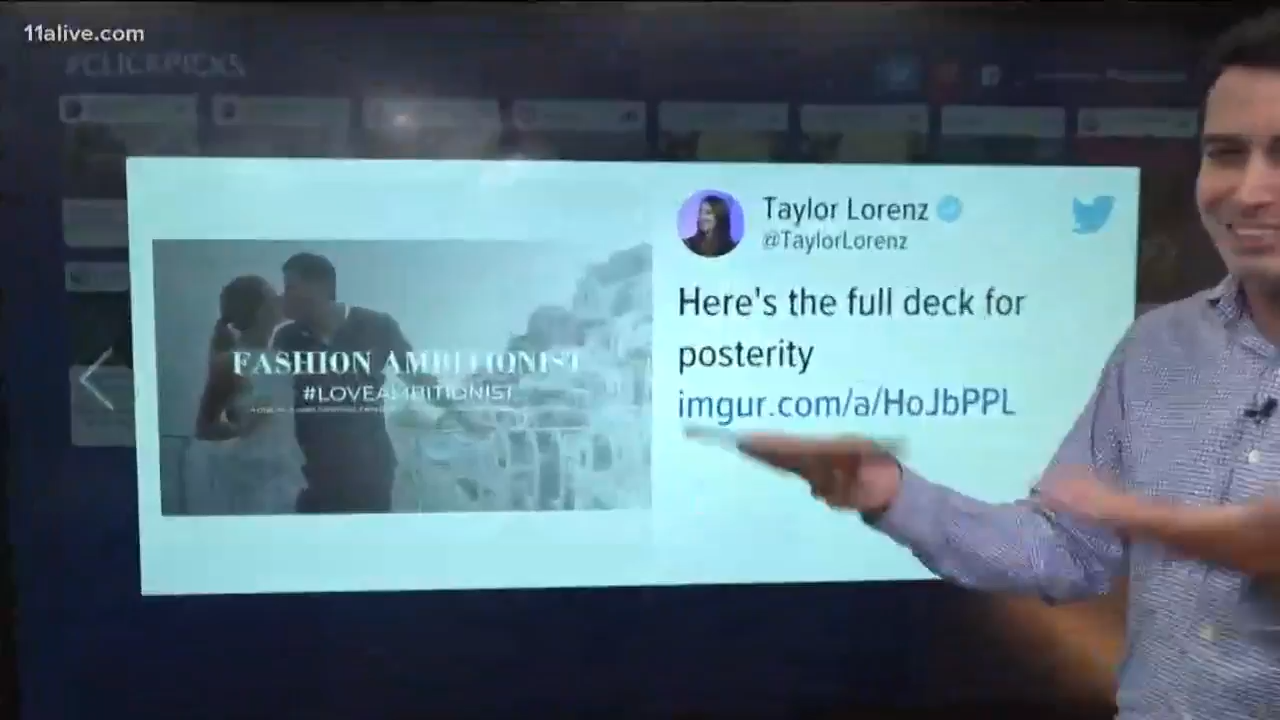 11alive.com
#CLICKPICKS
Taylor Lorenz
@TaylorLorenz
Here's the full deck for
posterity
imgur.com/a/HoJbPPL
FASHION AMBITIONIST
#LOVEAMBITIONIST